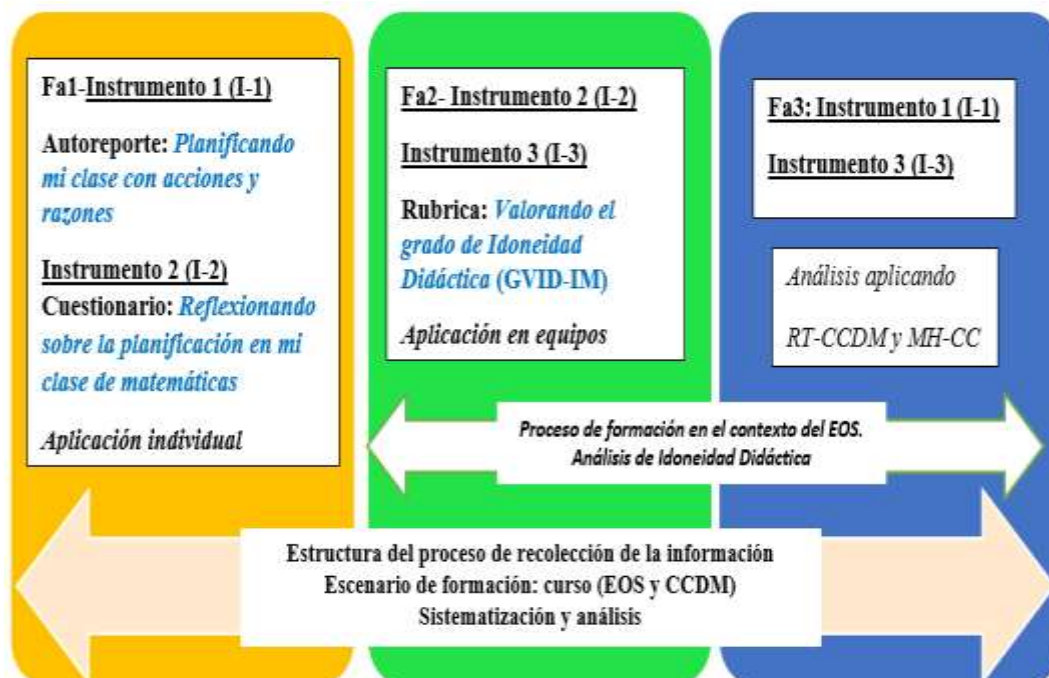 Fa1-Instrumento 1 (I-1)
Autoreporte: Planificando
mi clase con acciones y
razones
Instrumento 2 (I-2)
Cuestionario: Reflexionando
sobre la planificación en mi
clase de matemáticas
Aplicación individual
Fa2- Instrumento 2 (I-2)
Instrumento 3 (I-3)
Rubrica: Valorando el
grado de Idoneidad
Didáctica (GVID-IM)
Aplicación en equipos
Fa3: Instrumento 1 (I-1)
Instrumento 3 (I-3)
Análisis aplicando
RT-CCDM y MH-CC
Proceso de formación en el contexto del EOS.
Análisis de Idoneidad Didáctica
Estructura del proceso de recolección de la información
Escenario de formación: curso (EOS y CCDM)
Sistematización y análisis